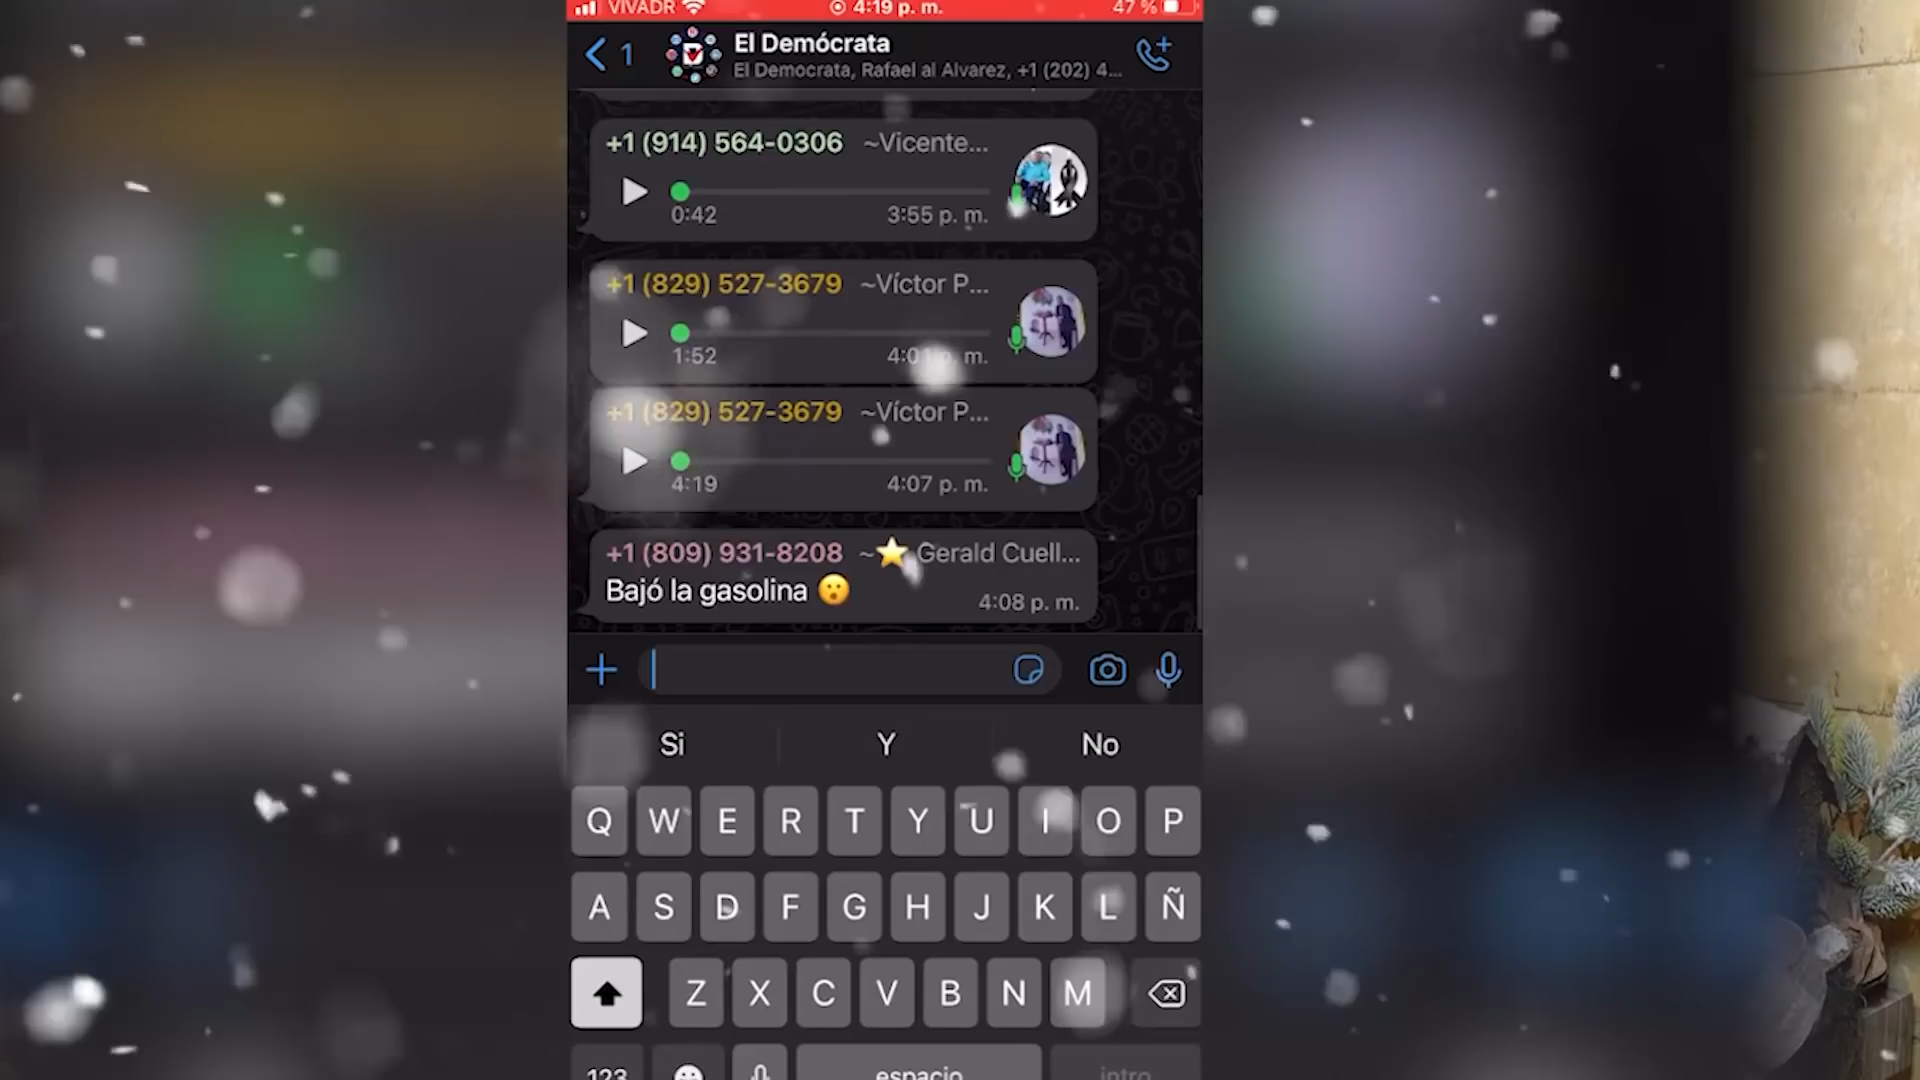 VIVADR 4:19 p. m. 47 %
1 El Demócrata
El Democrata, Rafael al Alvarez, +1 (202) 4...
+1 (914) 564-0306 ~Vicente...
0:42 3:55 p. m.
+1 (829) 527-3679 ~Víctor P...
1:52 4:01 p. m.
+1 (829) 527-3679 ~Víctor P...
4:19 4:07 p. m.
+1 (809) 931-8208 ~⭐ Gerald Cuell...
Bajó la gasolina 😮
4:08 p. m.
Si Y No
Q W E R T Y U I O P
A S D F G H J K L Ñ
Z X C V B N M
123 espacio intro